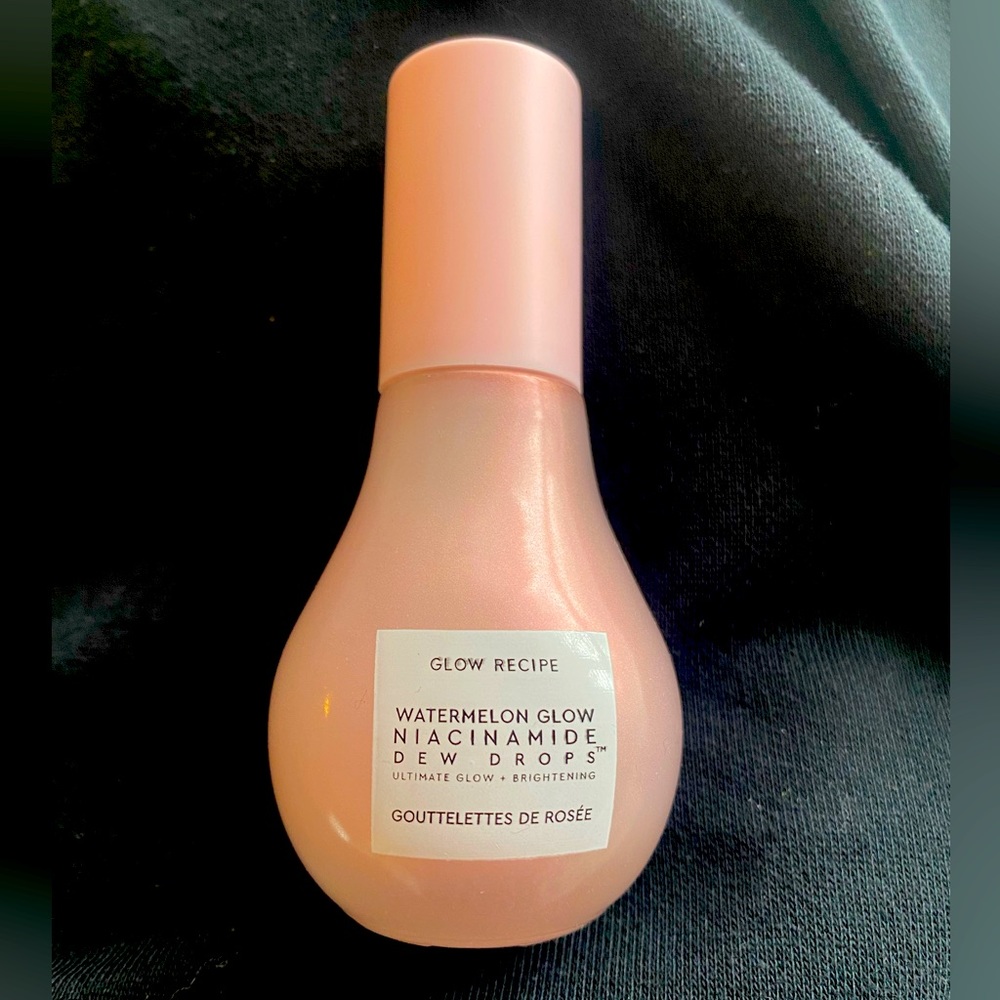 GLOW RECIPE
WATERMELON GLOW
NIACINAMIDE
DEW DROPS™
ULTIMATE GLOW + BRIGHTENING
GOUTTELETTES DE ROSÉE